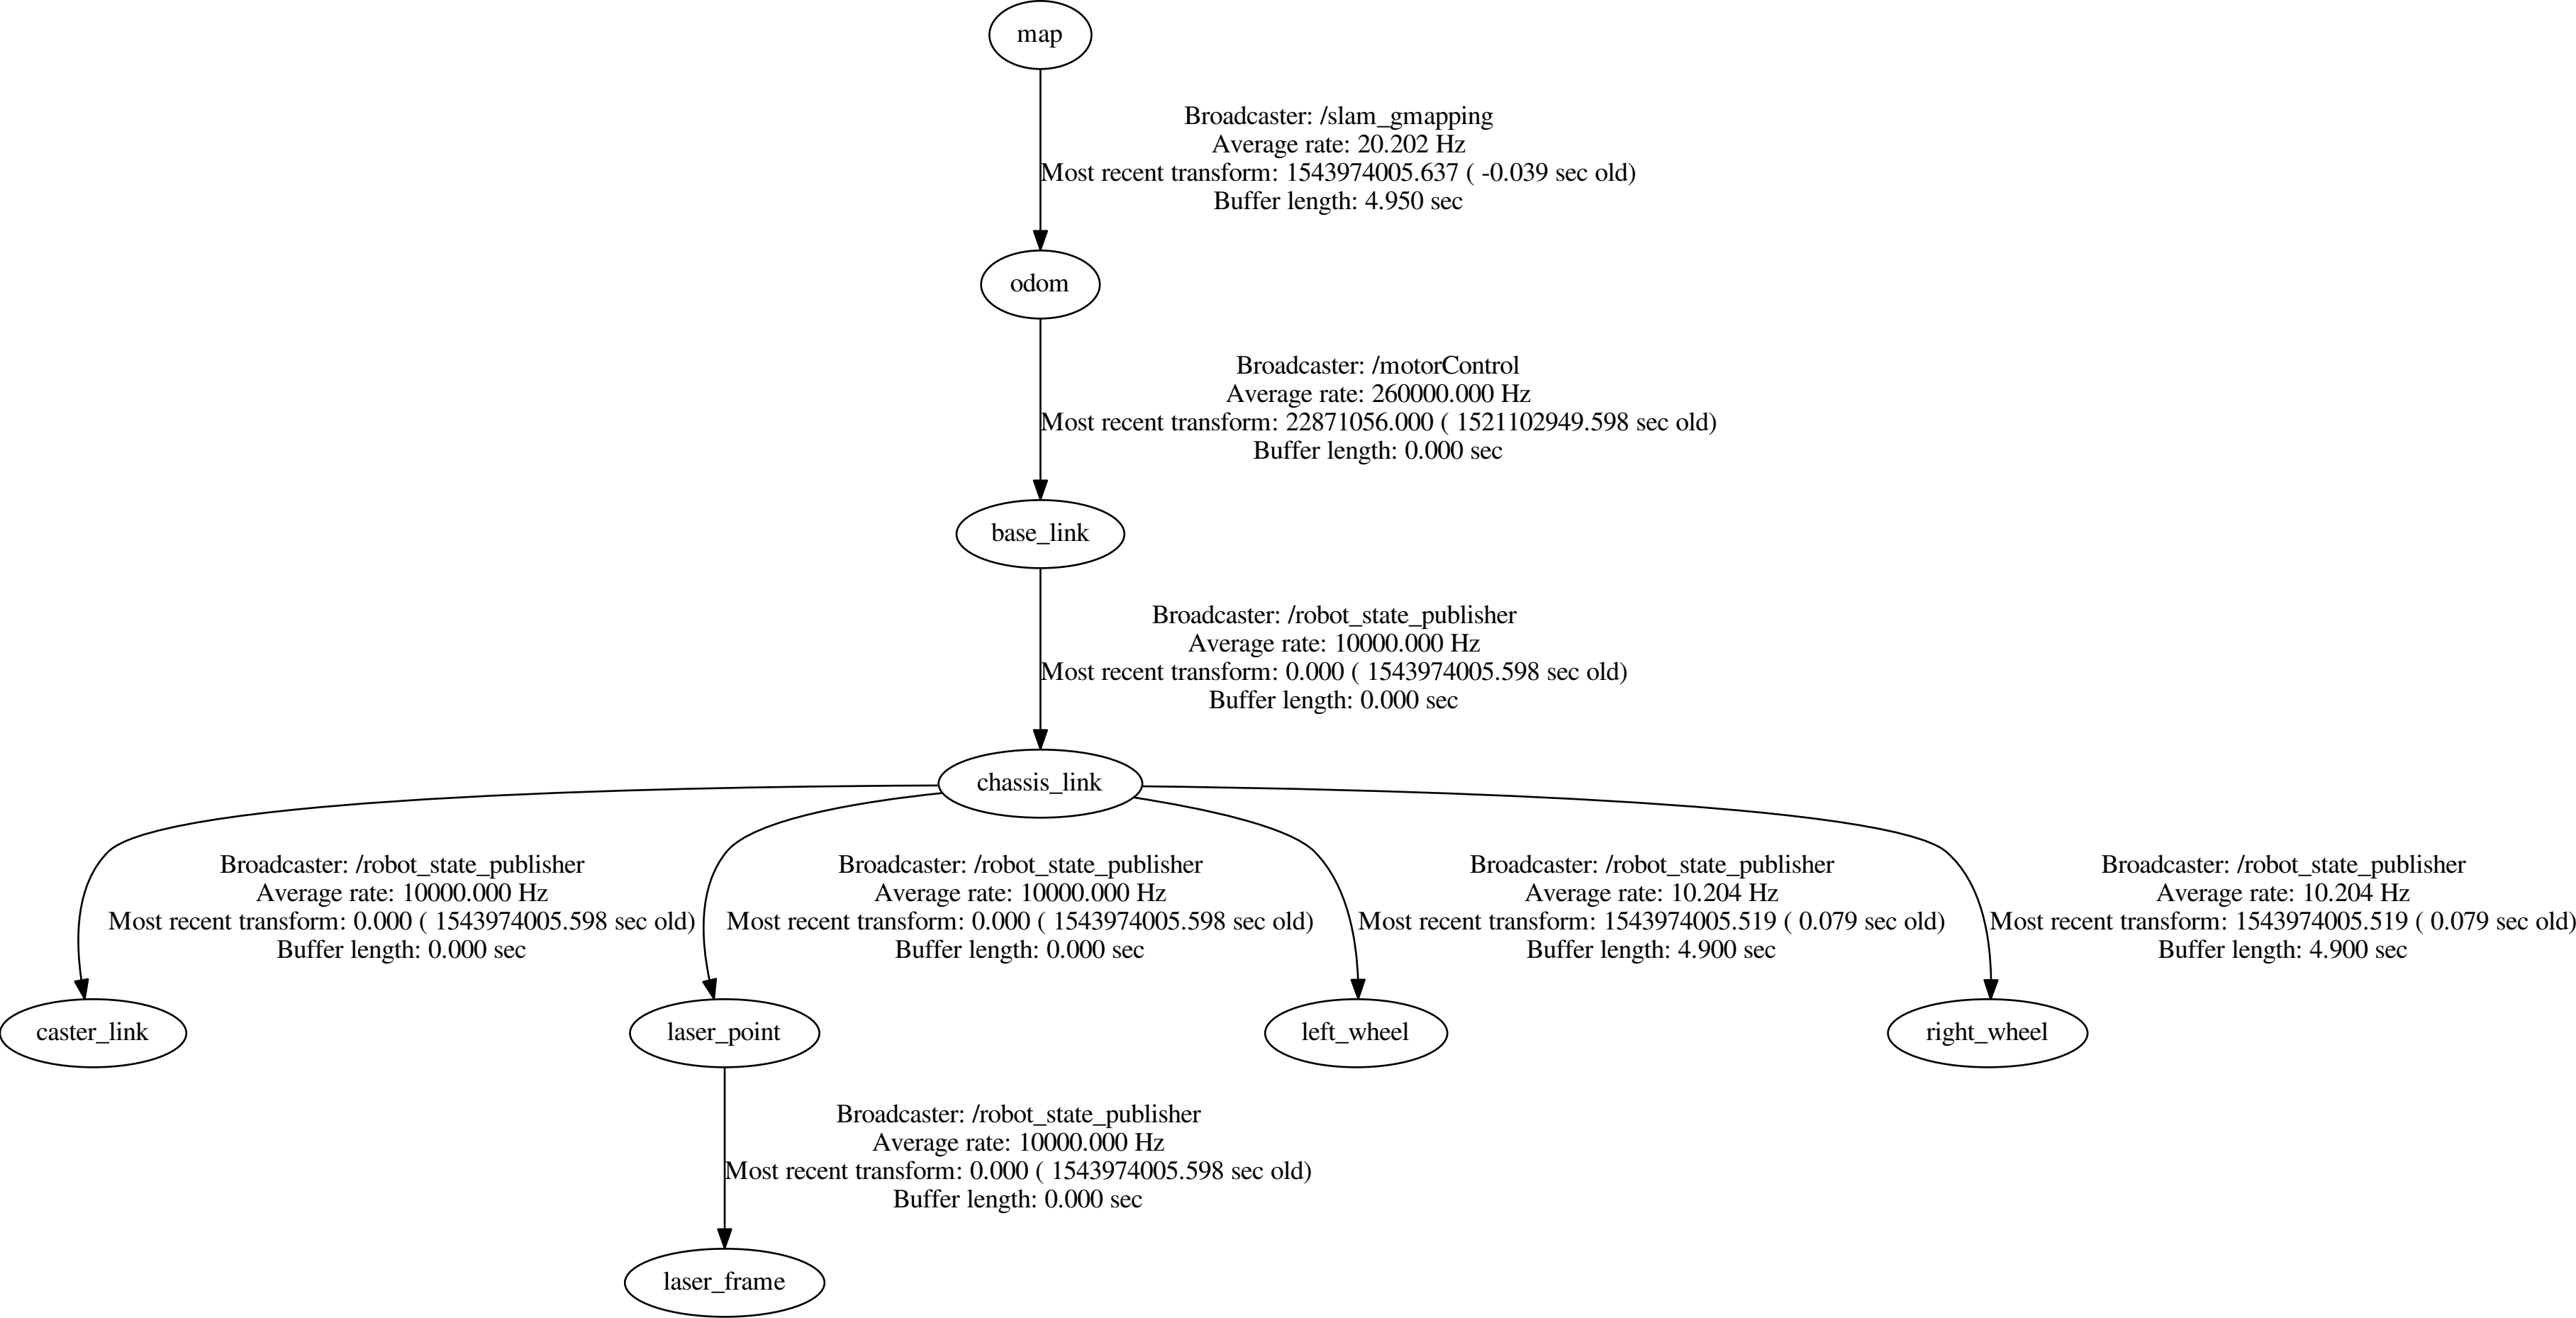 map
Broadcaster: /slam_gmapping
Average rate: 20.202 Hz
Most recent transform: 1543974005.637 ( -0.039 sec old)
Buffer length: 4.950 sec
odom
Broadcaster: /motorControl
Average rate: 260000.000 Hz
Most recent transform: 22871056.000 ( 1521102949.598 sec old)
Buffer length: 0.000 sec
base_link
Broadcaster: /robot_state_publisher
Average rate: 10000.000 Hz
Most recent transform: 0.000 ( 1543974005.598 sec old)
Buffer length: 0.000 sec
chassis_link
Broadcaster: /robot_state_publisher
Average rate: 10000.000 Hz
Most recent transform: 0.000 ( 1543974005.598 sec old)
Buffer length: 0.000 sec
Broadcaster: /robot_state_publisher
Average rate: 10000.000 Hz
Most recent transform: 0.000 ( 1543974005.598 sec old)
Buffer length: 0.000 sec
Broadcaster: /robot_state_publisher
Average rate: 10.204 Hz
Most recent transform: 1543974005.519 ( 0.079 sec old)
Buffer length: 4.900 sec
Broadcaster: /robot_state_publisher
Average rate: 10.204 Hz
Most recent transform: 1543974005.519 ( 0.079 sec old)
Buffer length: 4.900 sec
caster_link
laser_point
left_wheel
right_wheel
Broadcaster: /robot_state_publisher
Average rate: 10000.000 Hz
Most recent transform: 0.000 ( 1543974005.598 sec old)
Buffer length: 0.000 sec
laser_frame